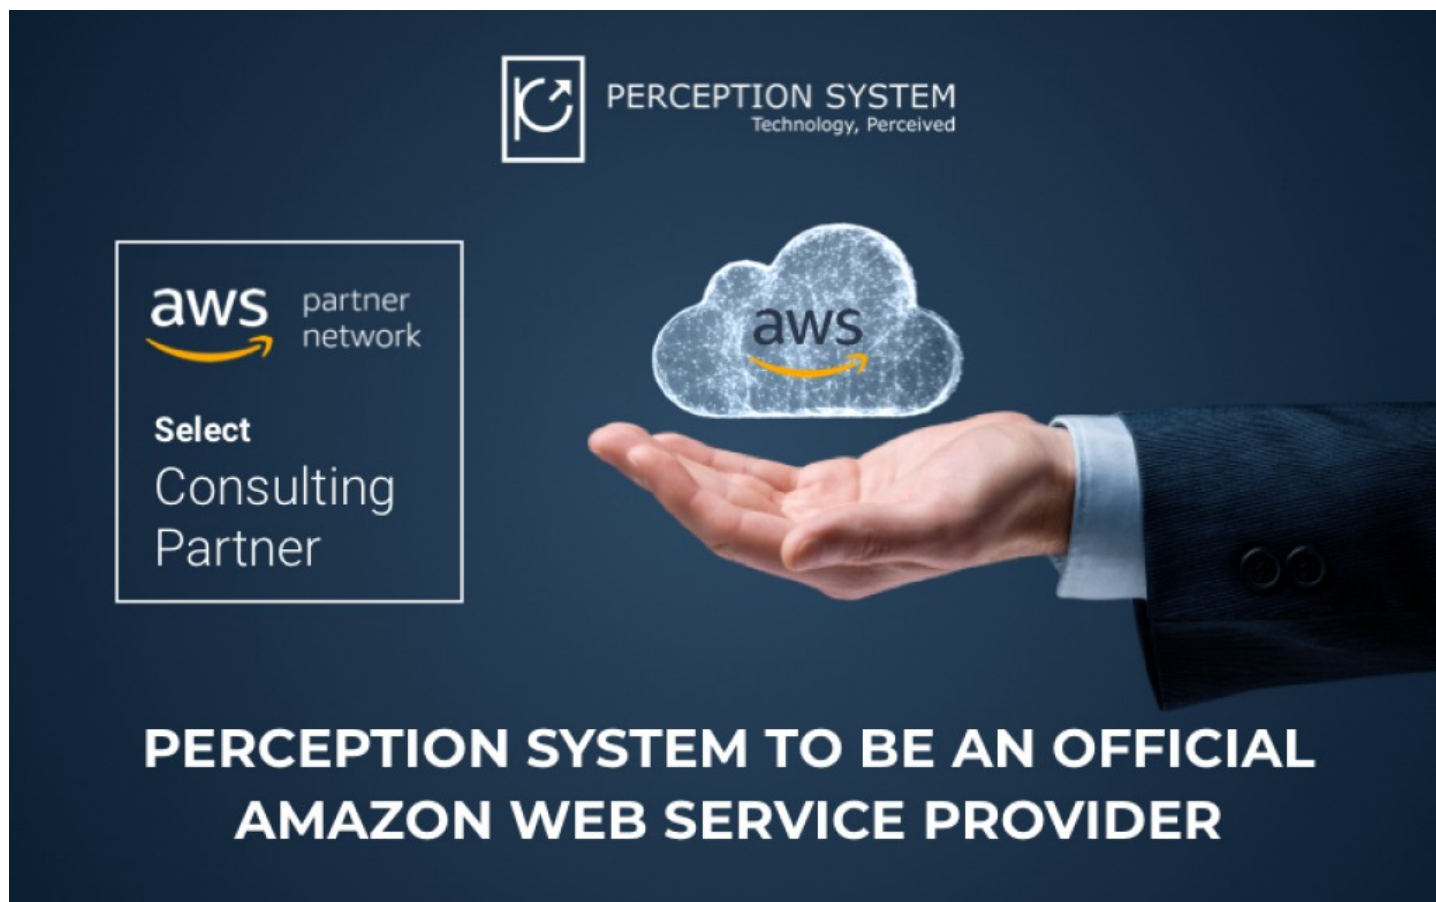 PERCEPTION SYSTEM
Technology, Perceived
aws
partner
network
Select
Consulting
Partner
aws
PERCEPTION SYSTEM TO BE AN OFFICIAL
AMAZON WEB SERVICE PROVIDER